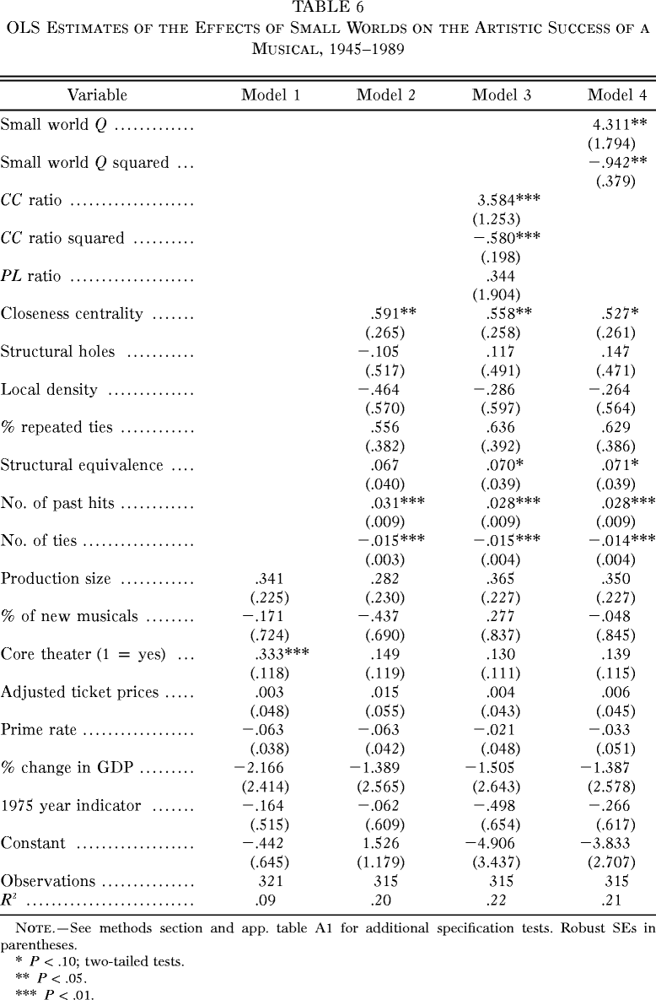 TABLE 6
OLS Estimates of the Effects of Small Worlds on the Artistic Success of a
Musical, 1945–1989
Variable Model 1 Model 2 Model 3 Model 4
Small world Q ............. 4.311**
(1.794)
Small world Q squared ... −.942**
(.379)
CC ratio .................... 3.584***
(1.253)
CC ratio squared .......... −.580***
(.198)
PL ratio .................... .344
(1.904)
Closeness centrality ....... .591** .558** .527*
(.265) (.258) (.261)
Structural holes ........... −.105 .117 .147
(.517) (.491) (.471)
Local density .............. −.464 −.286 −.264
(.570) (.597) (.564)
% repeated ties ............ .556 .636 .629
(.382) (.392) (.386)
Structural equivalence .... .067 .070* .071*
(.040) (.039) (.039)
No. of past hits ............ .031*** .028*** .028***
(.009) (.009) (.009)
No. of ties .................. −.015*** −.015*** −.014***
(.003) (.004) (.004)
Production size ............ .341 .282 .365 .350
(.225) (.230) (.227) (.227)
% of new musicals ........ −.171 −.437 .277 −.048
(.724) (.690) (.837) (.845)
Core theater (1 = yes) ... .333*** .149 .130 .139
(.118) (.119) (.111) (.115)
Adjusted ticket prices ..... .003 .015 .004 .006
(.048) (.055) (.043) (.045)
Prime rate .................. −.063 −.063 −.021 −.033
(.038) (.042) (.048) (.051)
% change in GDP ......... −2.166 −1.389 −1.505 −1.387
(2.414) (2.565) (2.643) (2.578)
1975 year indicator ....... −.164 −.062 −.498 −.266
(.515) (.609) (.654) (.617)
Constant ................... −.442 1.526 −4.906 −3.833
(.645) (1.179) (3.437) (2.707)
Observations ............... 321 315 315 315
R² ........................... .09 .20 .22 .21
Note.—See methods section and app. table A1 for additional specification tests. Robust SEs in
parentheses.
* P < .10; two-tailed tests.
** P < .05.
*** P < .01.